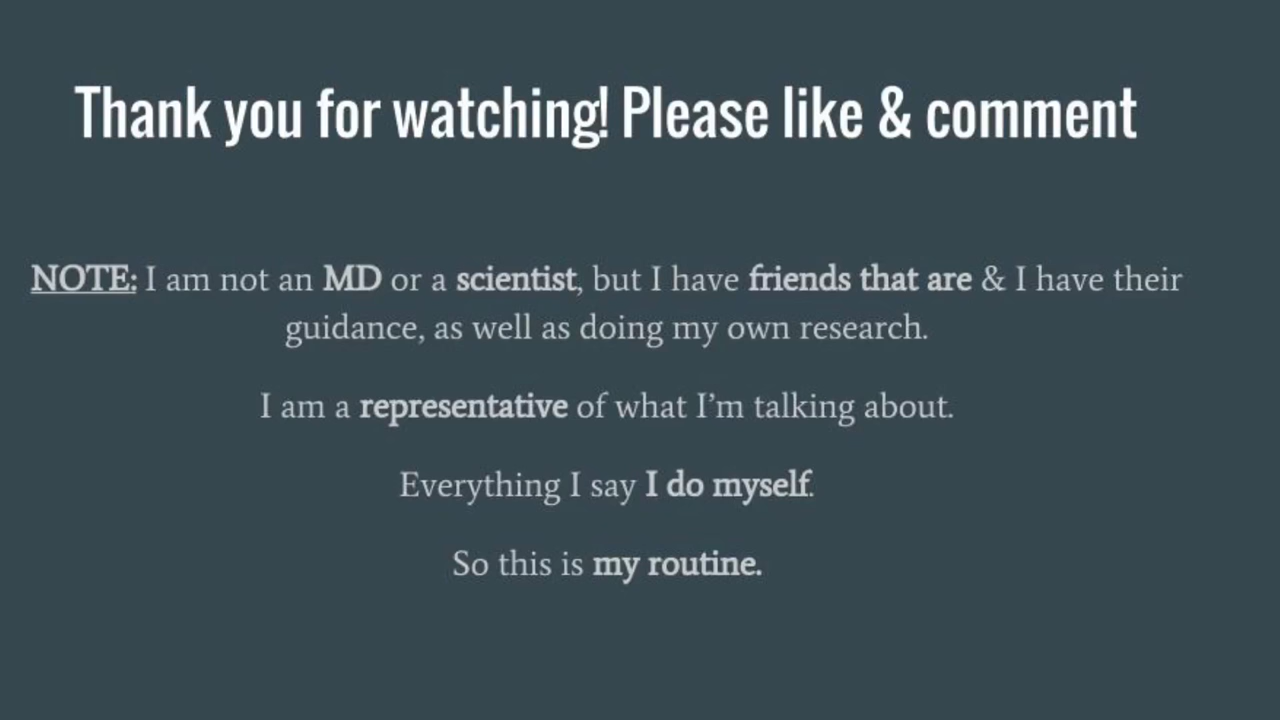 Thank you for watching! Please like & comment
NOTE: I am not an MD or a scientist, but I have friends that are & I have their
guidance, as well as doing my own research.
I am a representative of what I’m talking about.
Everything I say I do myself.
So this is my routine.